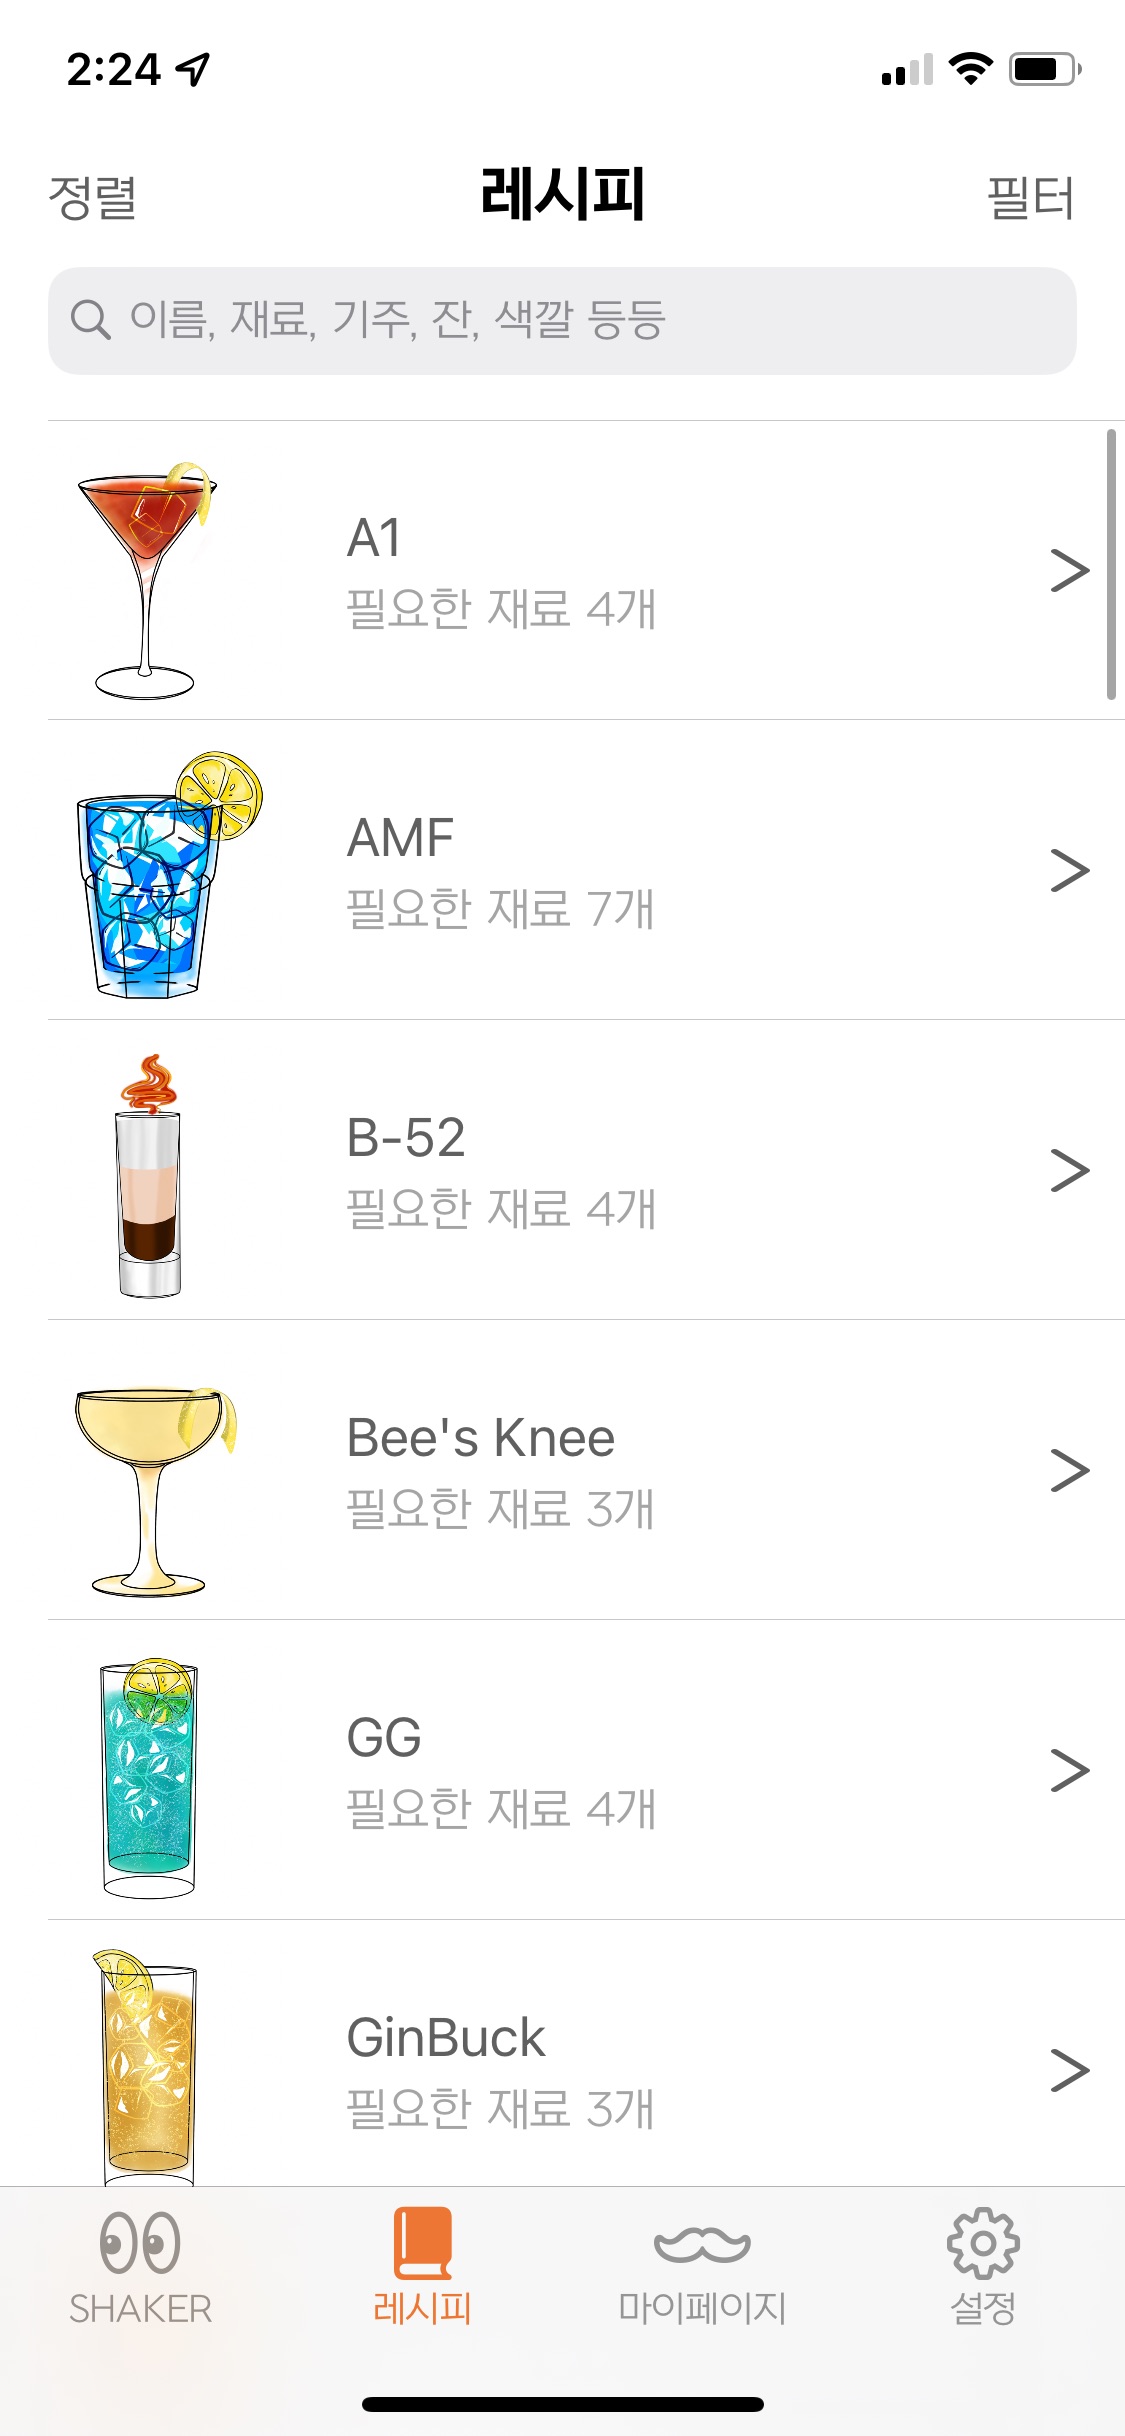 2:24
정렬
레시피
필터
이름, 재료, 기주, 잔, 색깔 등등
A1
필요한 재료 4개
AMF
필요한 재료 7개
B-52
필요한 재료 4개
Bee's Knee
필요한 재료 3개
GG
필요한 재료 4개
GinBuck
필요한 재료 3개
SHAKER
레시피
마이페이지
설정